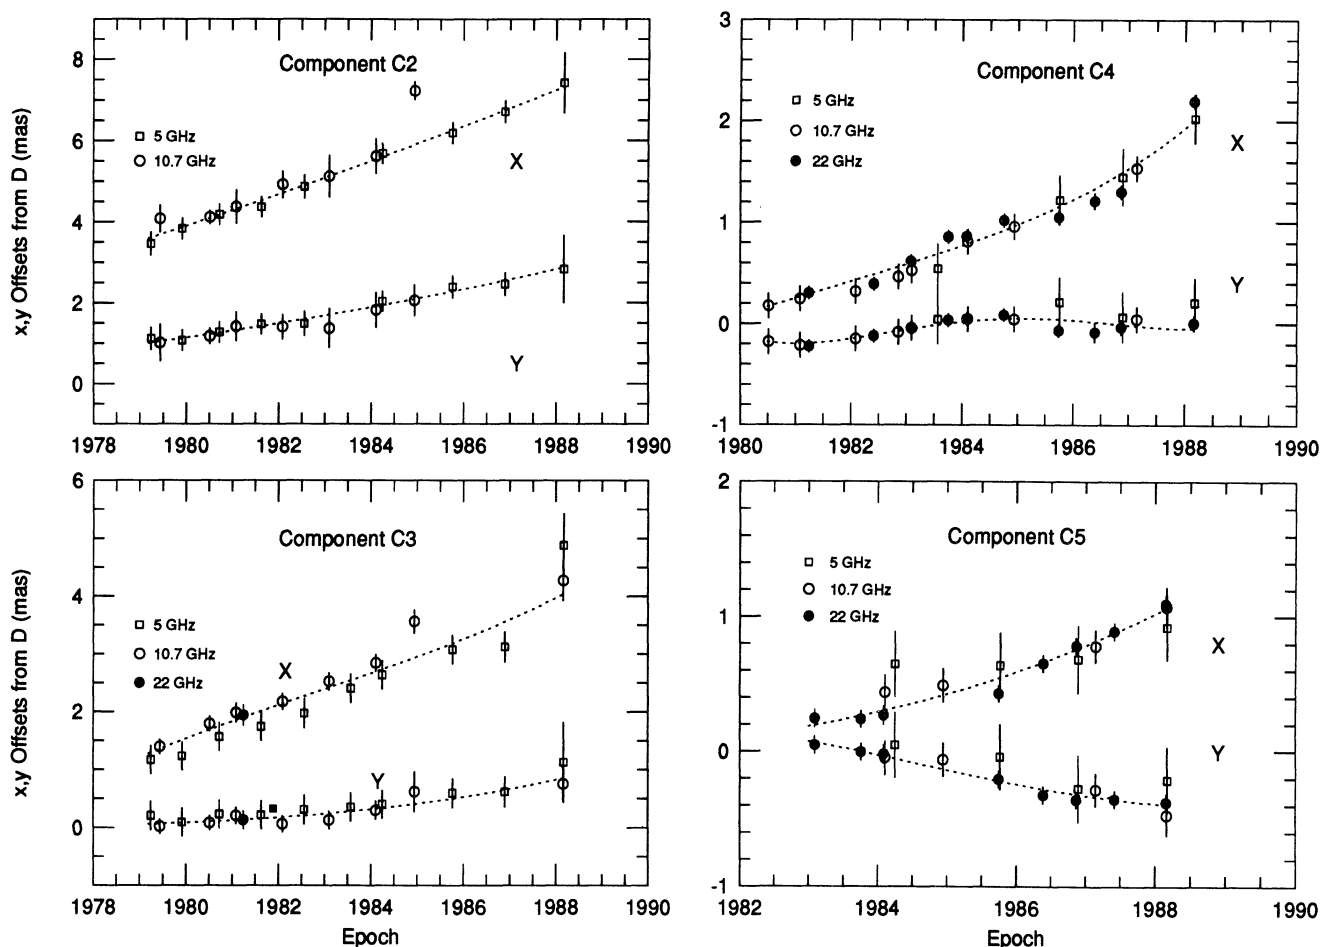 Component C2
8
6
4
2
0
5 GHz
10.7 GHz
X
Y
1978 1980 1982 1984 1986 1988 1990
x,y Offsets from D (mas)
Component C4
3
2
1
0
-1
5 GHz
10.7 GHz
22 GHz
X
Y
1980 1982 1984 1986 1988 1990
Component C3
6
4
2
0
5 GHz
10.7 GHz
22 GHz
X
Y
1978 1980 1982 1984 1986 1988 1990
Epoch
x,y Offsets from D (mas)
Component C5
2
1
0
-1
5 GHz
10.7 GHz
22 GHz
X
Y
1982 1984 1986 1988 1990
Epoch